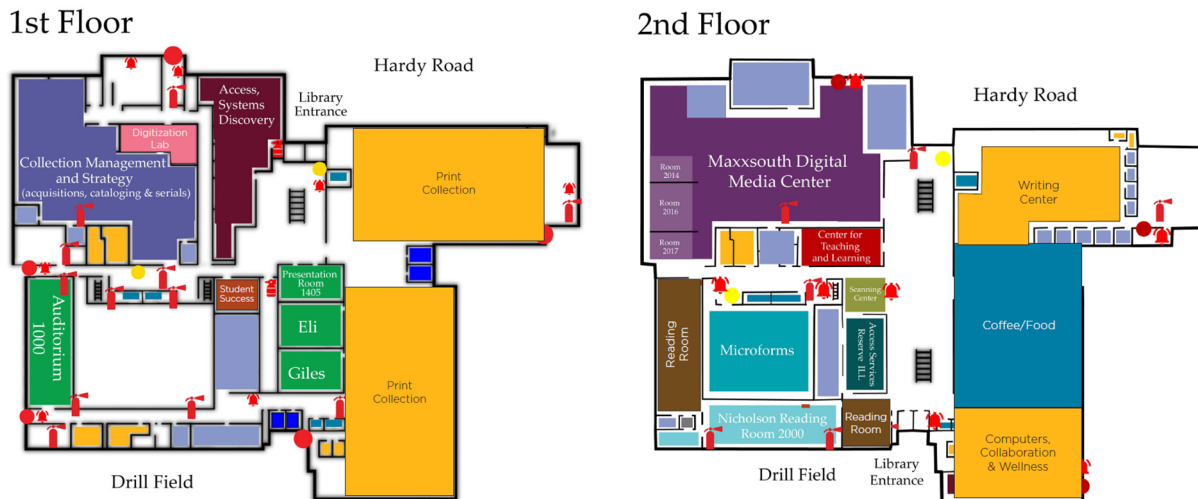 1st Floor
Hardy Road
Library
Entrance
Access,
Systems
Discovery
Digitization
Lab
Collection Management
and Strategy
(acquisitions, cataloging & serials)
Print
Collection
Auditorium
1000
Student
Success
Presentation
Room
1405
Eli
Giles
Print
Collection
Drill Field
2nd Floor
Hardy Road
Maxxsouth Digital
Media Center
Room
2014
Room
2016
Room
2017
Writing
Center
Center for
Teaching
and Learning
Reading
Room
Scanning
Center
Microforms
Access Services
Reserve ILL
Coffee/Food
Nicholson Reading
Room 2000
Reading
Room
Computers,
Collaboration
& Wellness
Drill Field
Library
Entrance